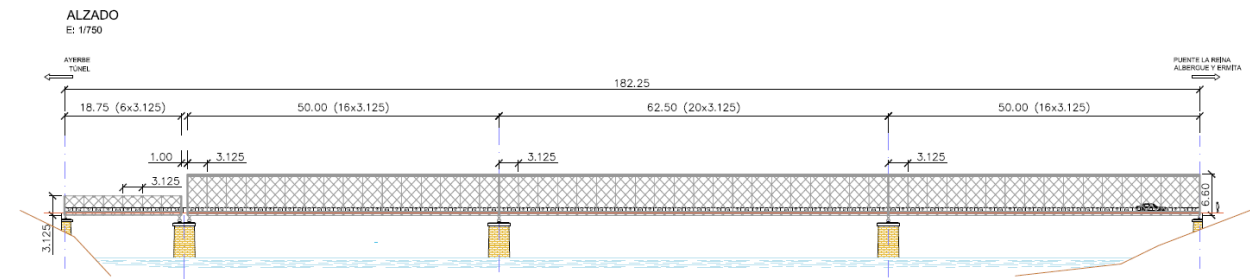 ALZADO
E: 1/750
AYERBE
TÚNEL
PUENTE LA REINA
ALBERGUE Y ERMITA
182.25
18.75 (6x3.125)
50.00 (16x3.125)
62.50 (20x3.125)
50.00 (16x3.125)
1.00
3.125
3.125
3.125
3.125
3.125
6.60